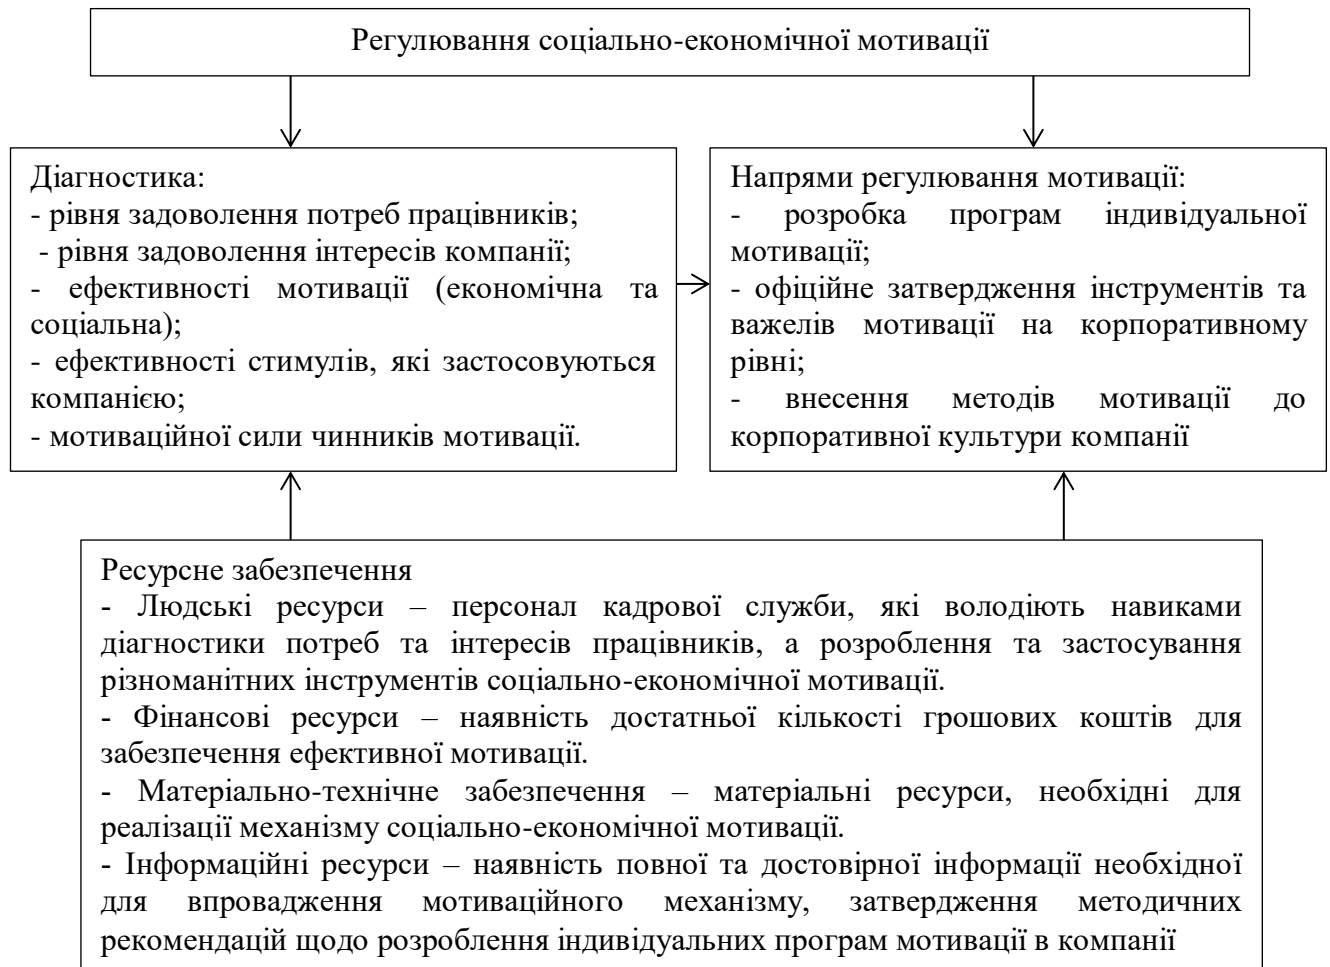 Регулювання соціально-економічної мотивації
Діагностика:
- рівня задоволення потреб працівників;
- рівня задоволення інтересів компанії;
- ефективності мотивації (економічна та
соціальна);
- ефективності стимулів, які застосовуються
компанією;
- мотиваційної сили чинників мотивації.
Напрями регулювання мотивації:
- розробка програм індивідуальної
мотивації;
- офіційне затвердження інструментів та
важелів мотивації на корпоративному
рівні;
- внесення методів мотивації до
корпоративної культури компанії
Ресурсне забезпечення
- Людські ресурси – персонал кадрової служби, які володіють навиками
діагностики потреб та інтересів працівників, а розроблення та застосування
різноманітних інструментів соціально-економічної мотивації.
- Фінансові ресурси – наявність достатньої кількості грошових коштів для
забезпечення ефективної мотивації.
- Матеріально-технічне забезпечення – матеріальні ресурси, необхідні для
реалізації механізму соціально-економічної мотивації.
- Інформаційні ресурси – наявність повної та достовірної інформації необхідної
для впровадження мотиваційного механізму, затвердження методичних
рекомендацій щодо розроблення індивідуальних програм мотивації в компанії